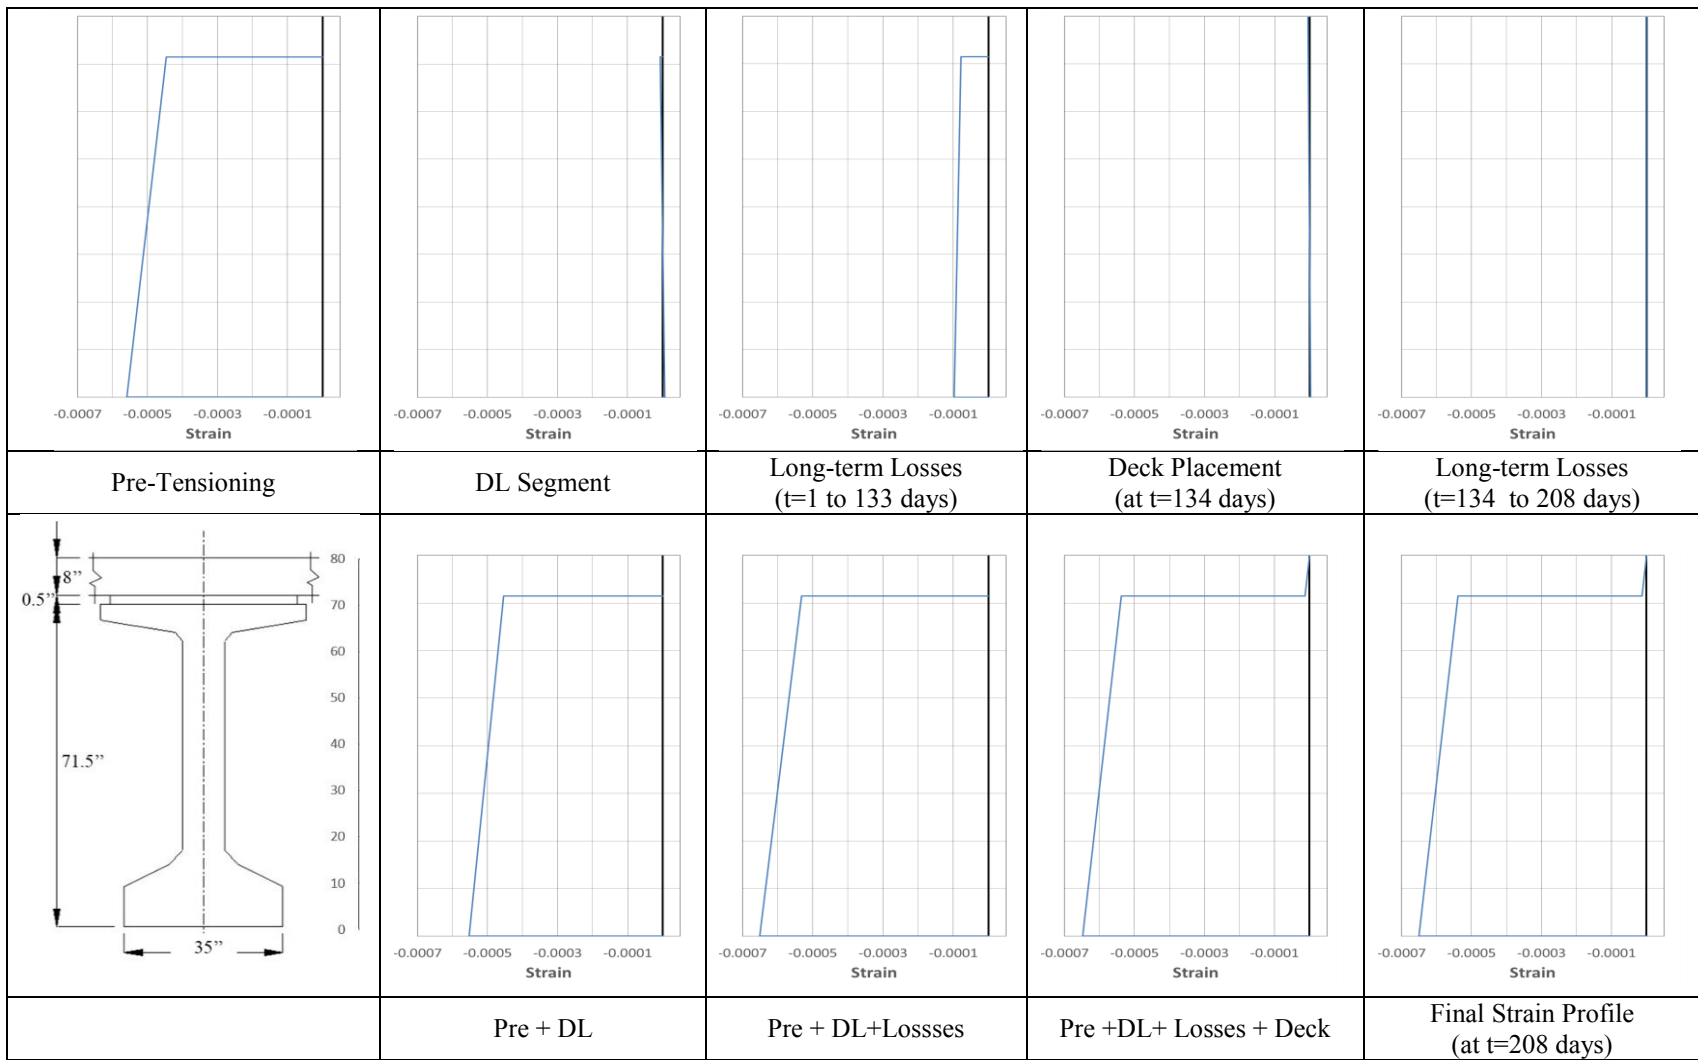 -0.0007 -0.0005 -0.0003 -0.0001
Strain
-0.0007 -0.0005 -0.0003 -0.0001
Strain
-0.0007 -0.0005 -0.0003 -0.0001
Strain
-0.0007 -0.0005 -0.0003 -0.0001
Strain
-0.0007 -0.0005 -0.0003 -0.0001
Strain
Pre-Tensioning
DL Segment
Long-term Losses
(t=1 to 133 days)
Deck Placement
(at t=134 days)
Long-term Losses
(t=134 to 208 days)
80
8”
0.5”
70
60
50
40
71.5”
30
20
10
0
35”
-0.0007 -0.0005 -0.0003 -0.0001
Strain
-0.0007 -0.0005 -0.0003 -0.0001
Strain
-0.0007 -0.0005 -0.0003 -0.0001
Strain
-0.0007 -0.0005 -0.0003 -0.0001
Strain
Pre + DL
Pre + DL+Lossses
Pre +DL+ Losses + Deck
Final Strain Profile
(at t=208 days)